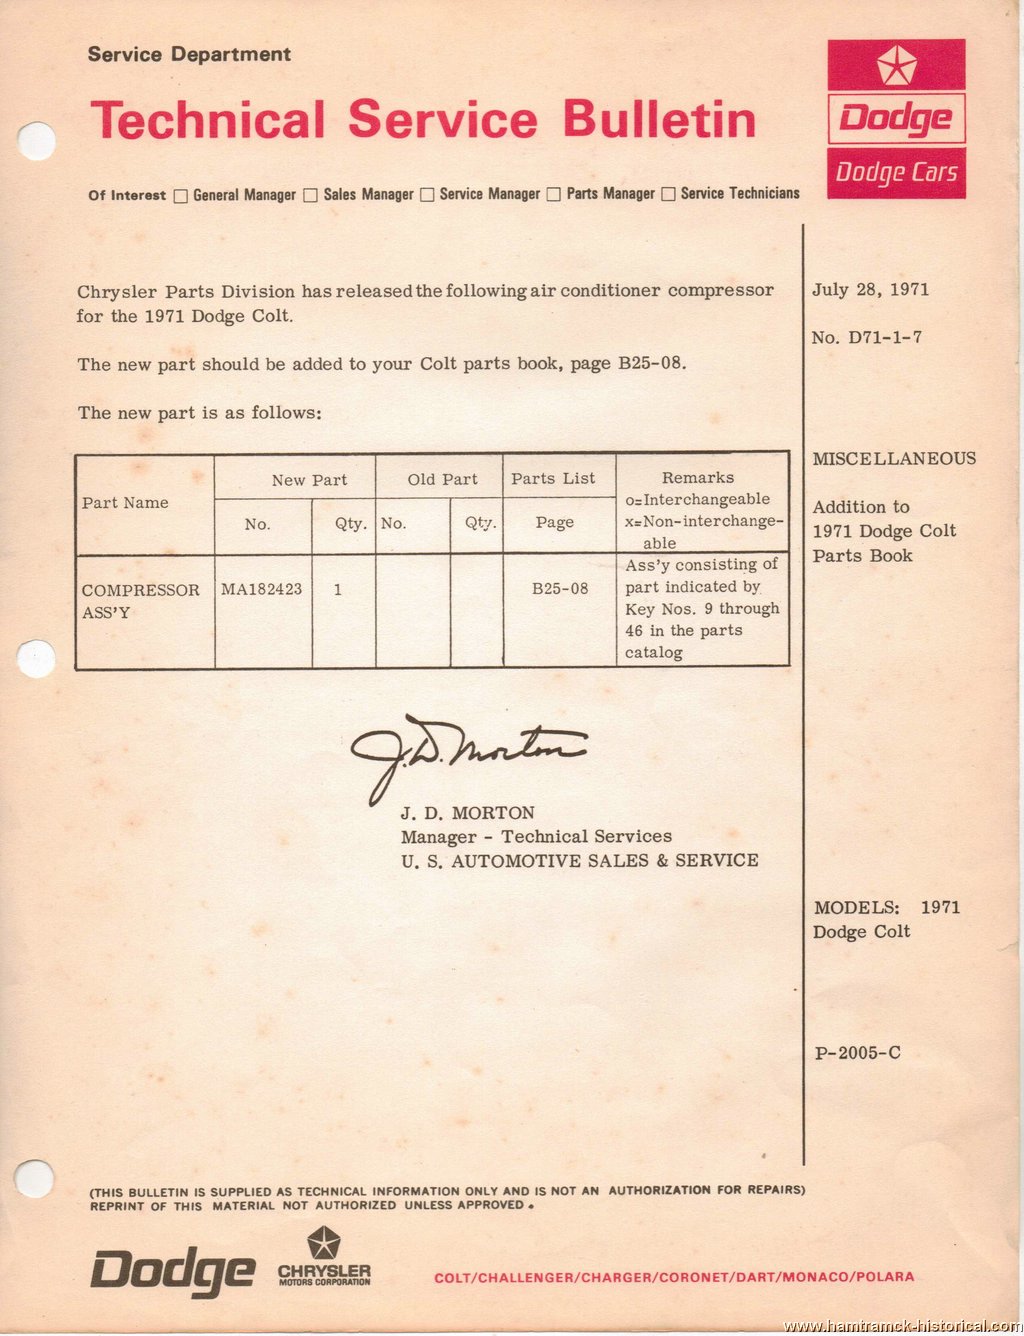 Service Department
Technical Service Bulletin
Dodge
Dodge Cars
Of Interest □ General Manager □ Sales Manager □ Service Manager □ Parts Manager □ Service Technicians
Chrysler Parts Division has released the following air conditioner compressor
for the 1971 Dodge Colt.
The new part should be added to your Colt parts book, page B25-08.
The new part is as follows:
July 28, 1971
No. D71-1-7
MISCELLANEOUS
Addition to
1971 Dodge Colt
Parts Book
Part Name
New Part
No.
Qty.
Old Part
No.
Qty.
Parts List
Page
Remarks
o=Interchangeable
x=Non-interchange-
able
COMPRESSOR
ASS'Y
MA182423
1
B25-08
Ass'y consisting of
part indicated by
Key Nos. 9 through
46 in the parts
catalog
J. D. Morton
J. D. MORTON
Manager - Technical Services
U. S. AUTOMOTIVE SALES & SERVICE
MODELS: 1971
Dodge Colt
P-2005-C
(THIS BULLETIN IS SUPPLIED AS TECHNICAL INFORMATION ONLY AND IS NOT AN AUTHORIZATION FOR REPAIRS)
REPRINT OF THIS MATERIAL NOT AUTHORIZED UNLESS APPROVED.
Dodge
CHRYSLER
MOTORS CORPORATION
COLT/CHALLENGER/CHARGER/CORONET/DART/MONACO/POLARA
www.hamtramck-historical.com